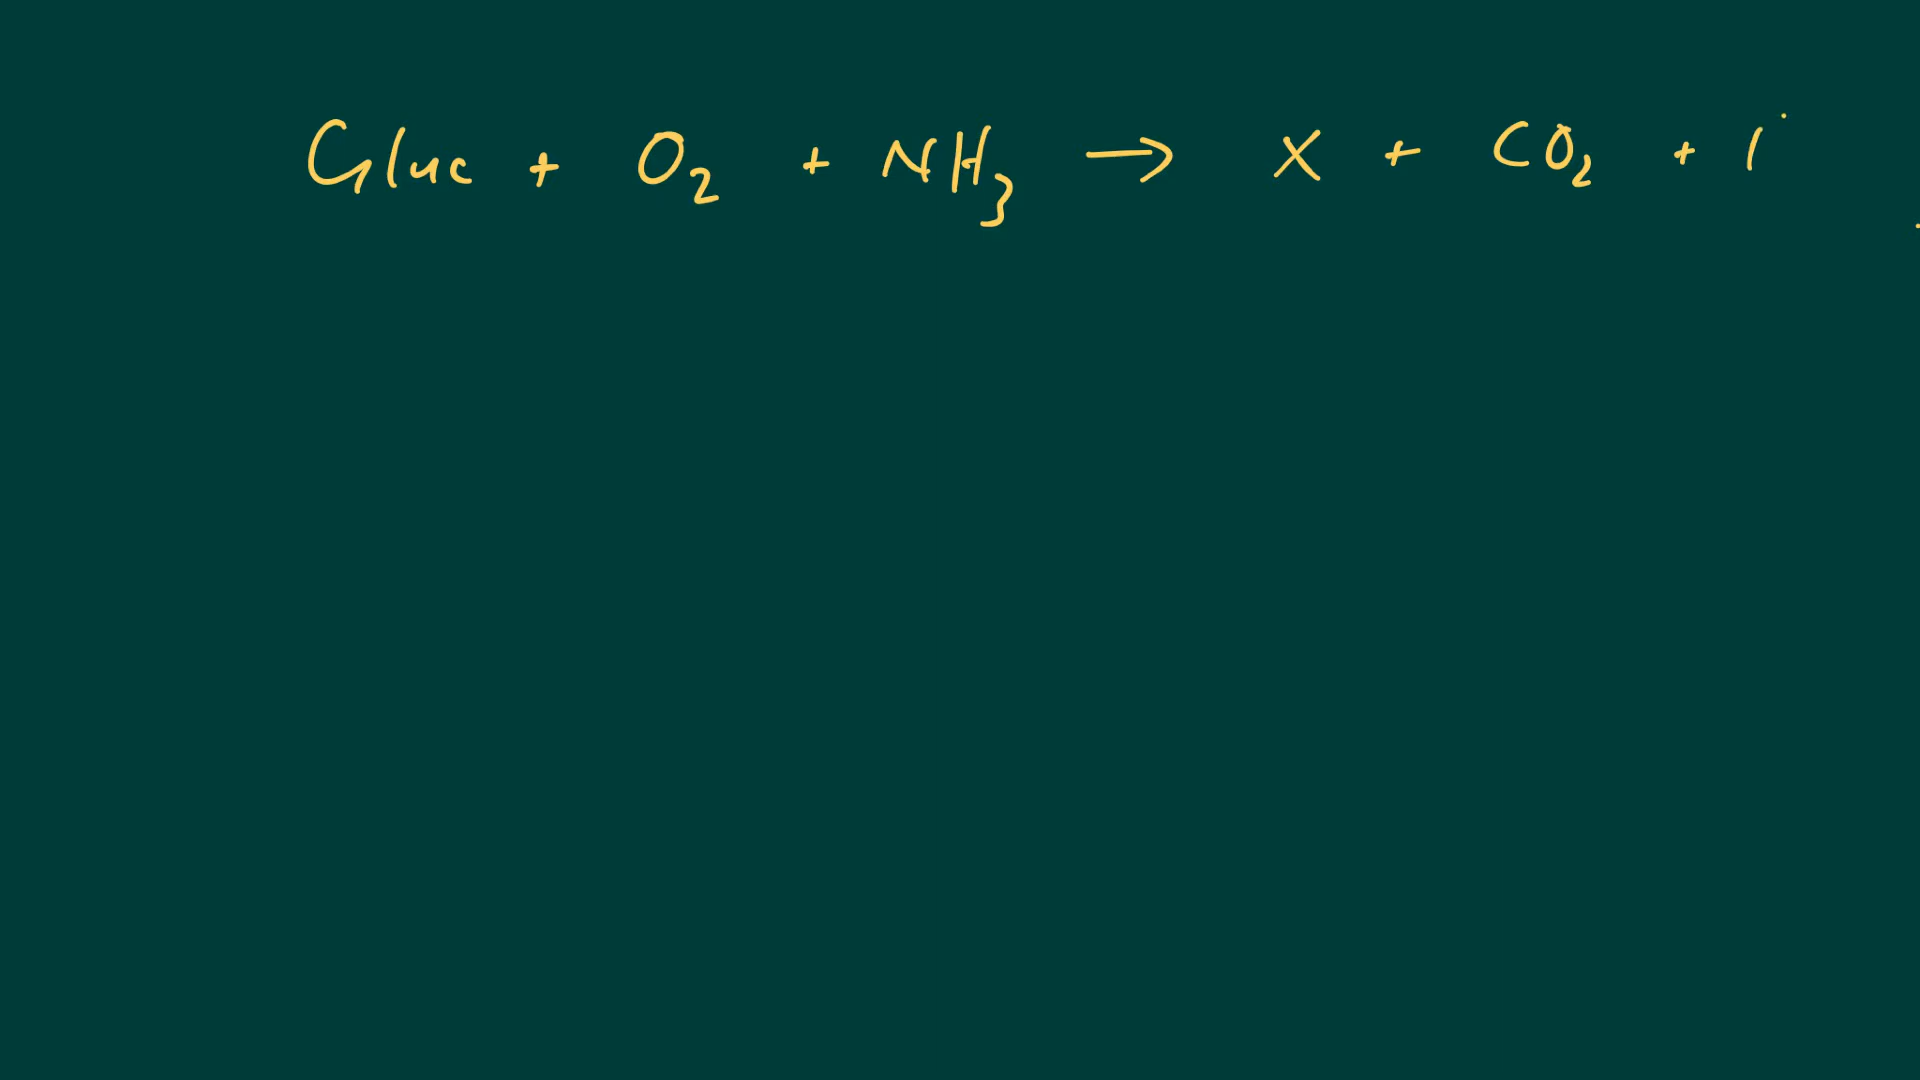 Gluc + O₂ + NH₃ → X + CO₂ +